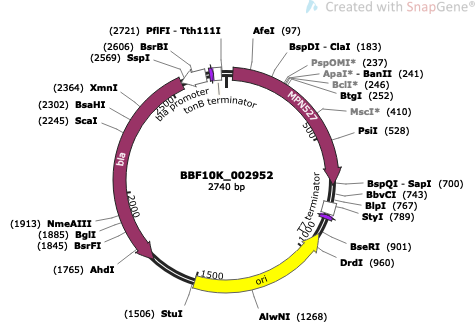 Created with SnapGene®
(2721) PflFI - Tth111I
(2606) BsrBI
(2569) SspI
(2364) XmnI
(2302) BsaHI
(2245) ScaI
(1913) NmeAIII
(1885) BglI
(1845) BsrFI
(1765) AhdI
(1506) StuI
AfeI (97)
BspDI - ClaI (183)
PspOMI* (237)
ApaI* - BanII (241)
BclI* (246)
BtgI (252)
MscI* (410)
PsiI (528)
BspQI - SapI (700)
BbvCI (743)
BlpI (767)
StyI (789)
BseRI (901)
DrdI (960)
AlwNI (1268)
bla promoter
tonB terminator
MPN527
T7 terminator
bla
ori
500
1000
1500
2000
2500
BBF10K_002952
2740 bp